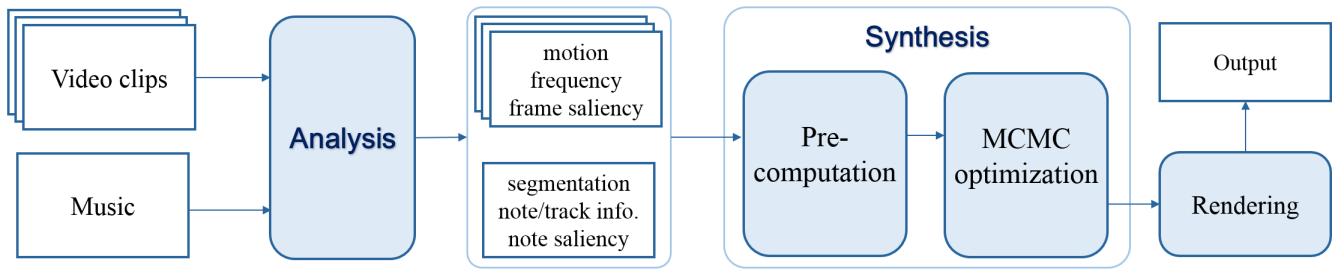 Video clips
Music
Analysis
motion
frequency
frame saliency
segmentation
note/track info.
note saliency
Synthesis
Pre-
computation
MCMC
optimization
Output
Rendering